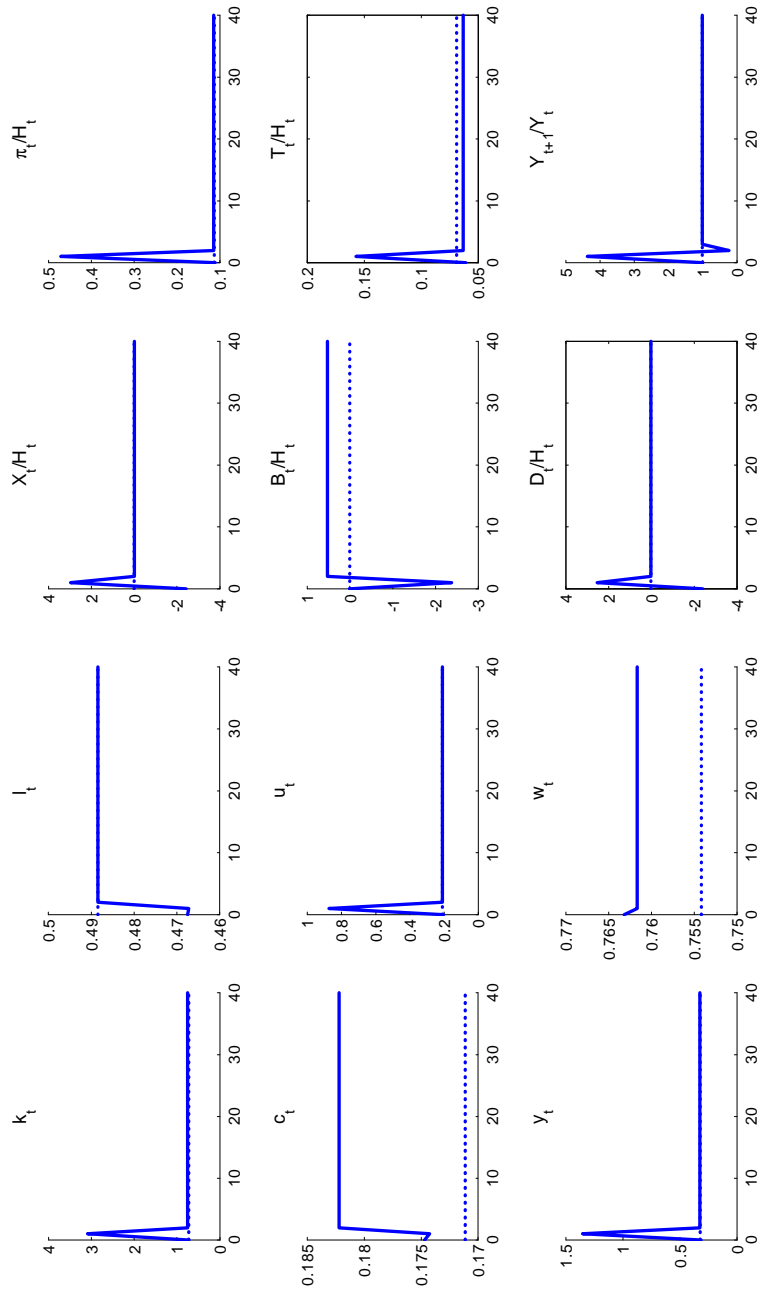 k_t l_t X_t/H_t π_t/H_t
3 0.5 4 0.5
2 0.49 2 0.4
1 0.48 0 0.3
0 0.47 -2 0.2
0.46 -4 0.1
0 10 20 30 40 0 10 20 30 40 0 10 20 30 40 0 10 20 30 40
c_t u_t B_t/H_t T_t/H_t
0.185 1 1 0.2
0.18 0.8 0 0.15
0.175 0.6 -1 0.1
0.17 0.4 -2 0.05
0.2 -3
0
0 10 20 30 40 0 10 20 30 40 0 10 20 30 40 0 10 20 30 40
y_t w_t D_t/H_t Y_{t+1}/Y_t
1.5 0.77 4 5
1 0.765 2 4
0.5 0.76 0 3
0 0.755 -2 2
0.75 -4 1
0
0 10 20 30 40 0 10 20 30 40 0 10 20 30 40 0 10 20 30 40